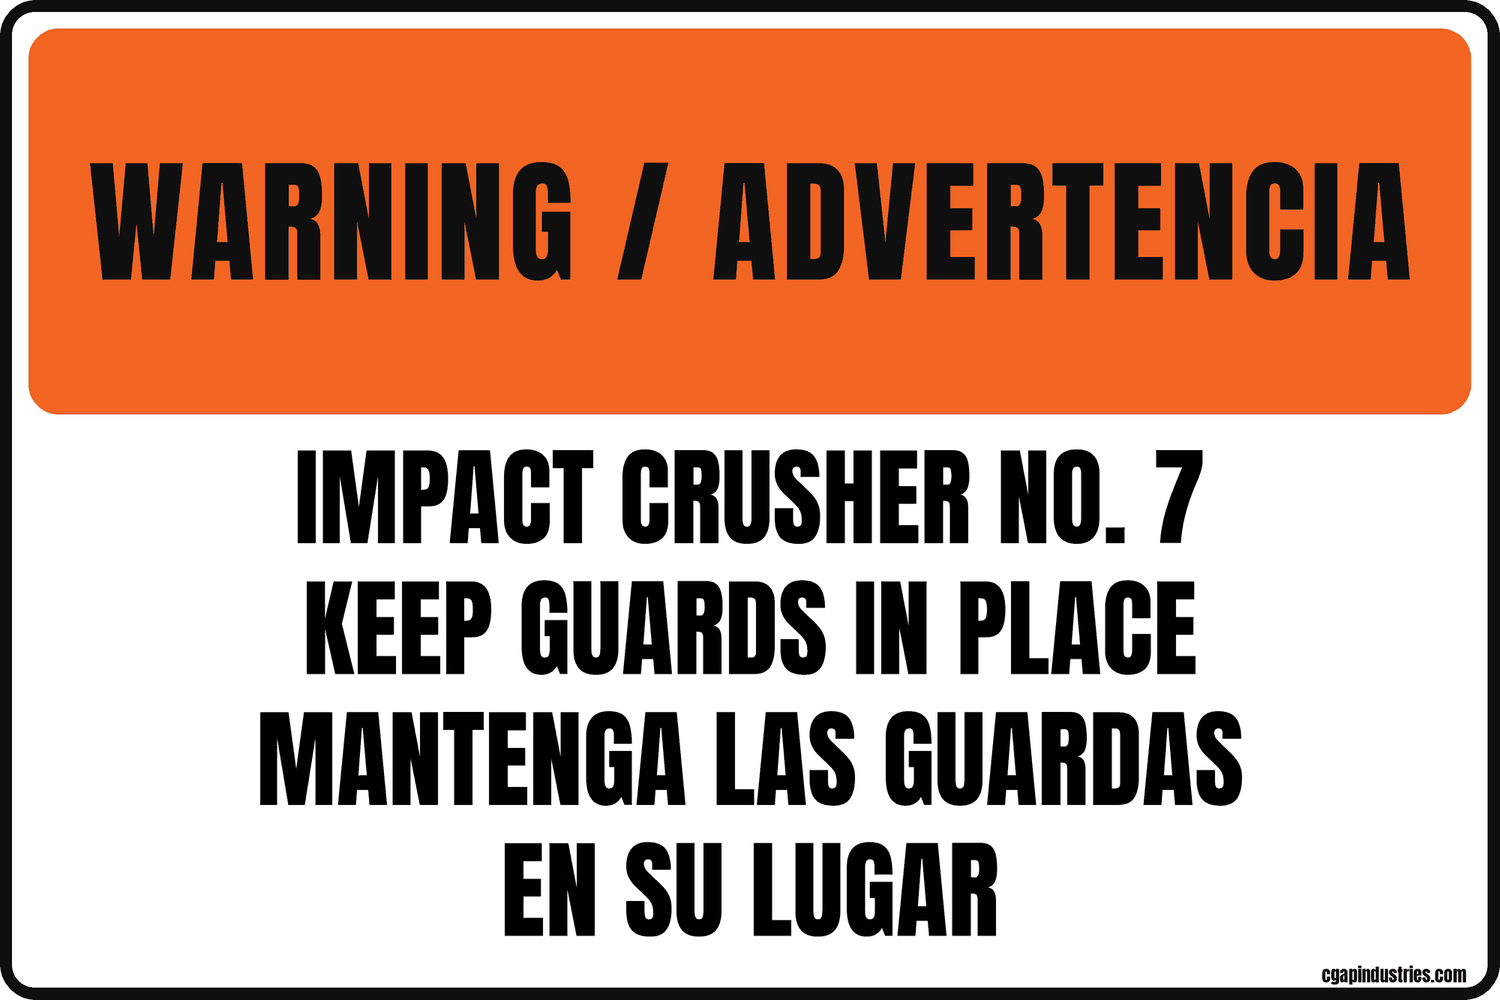 WARNING / ADVERTENCIA
IMPACT CRUSHER NO. 7
KEEP GUARDS IN PLACE
MANTENGA LAS GUARDAS
EN SU LUGAR
cgapindustries.com